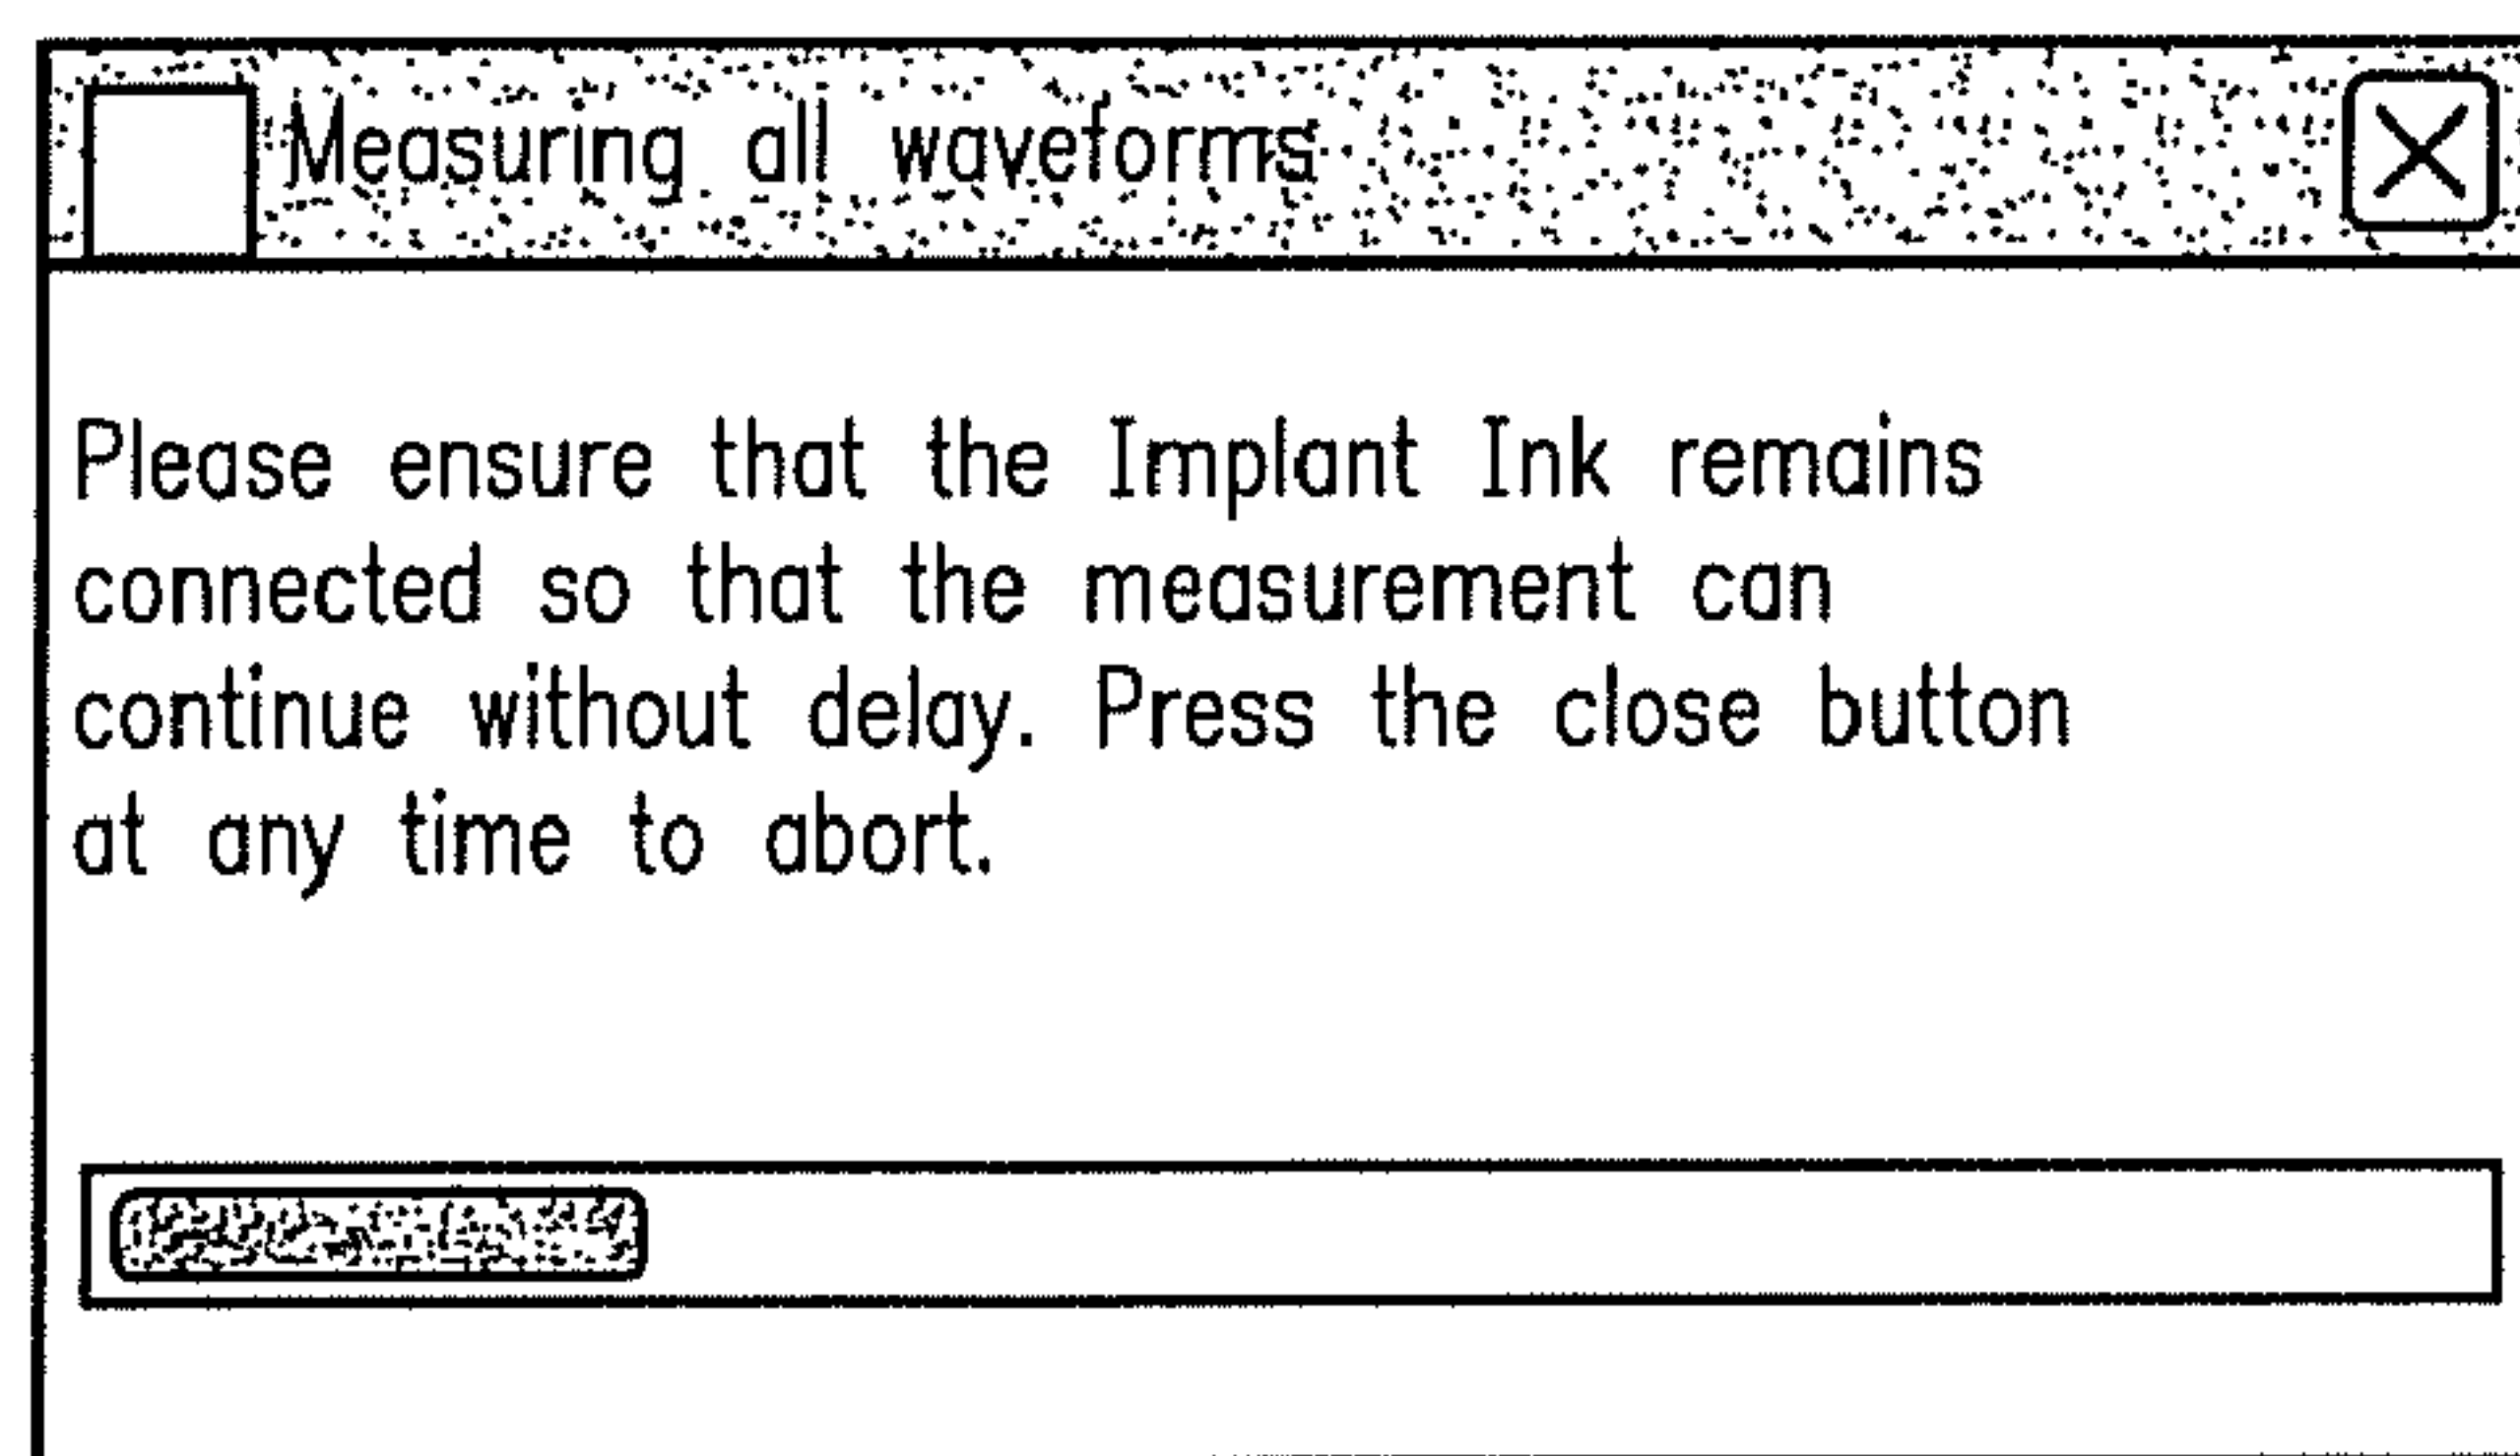 Measuring all waveforms
Please ensure that the Implant Ink remains
connected so that the measurement can
continue without delay. Press the close button
at any time to abort.